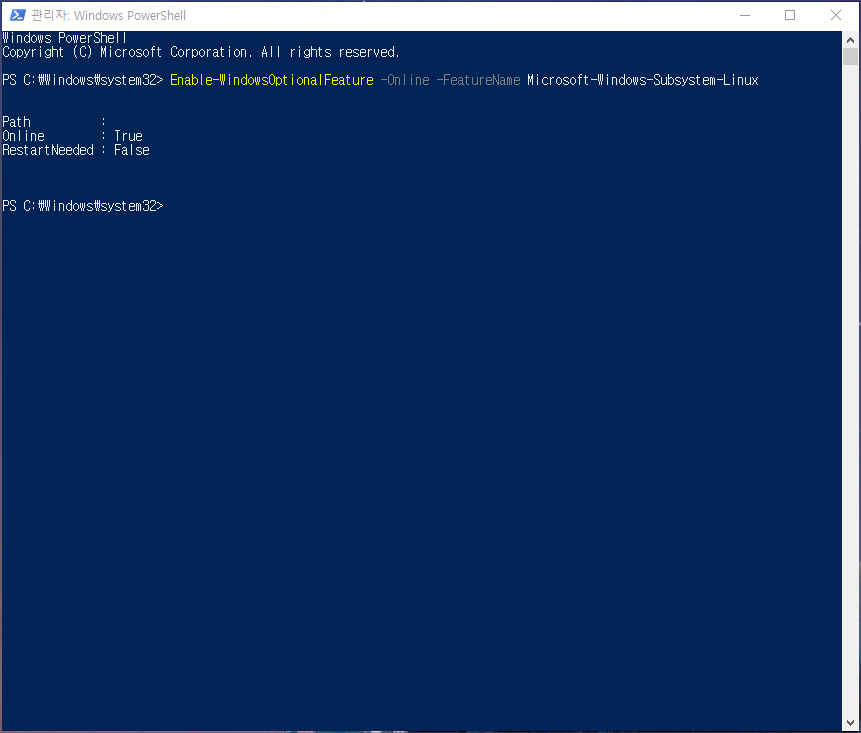 관리자: Windows PowerShell
Windows PowerShell
Copyright (C) Microsoft Corporation. All rights reserved.
PS C:₩Windows₩system32> Enable-WindowsOptionalFeature -Online -FeatureName Microsoft-Windows-Subsystem-Linux
Path :
Online : True
RestartNeeded : False
PS C:₩Windows₩system32>